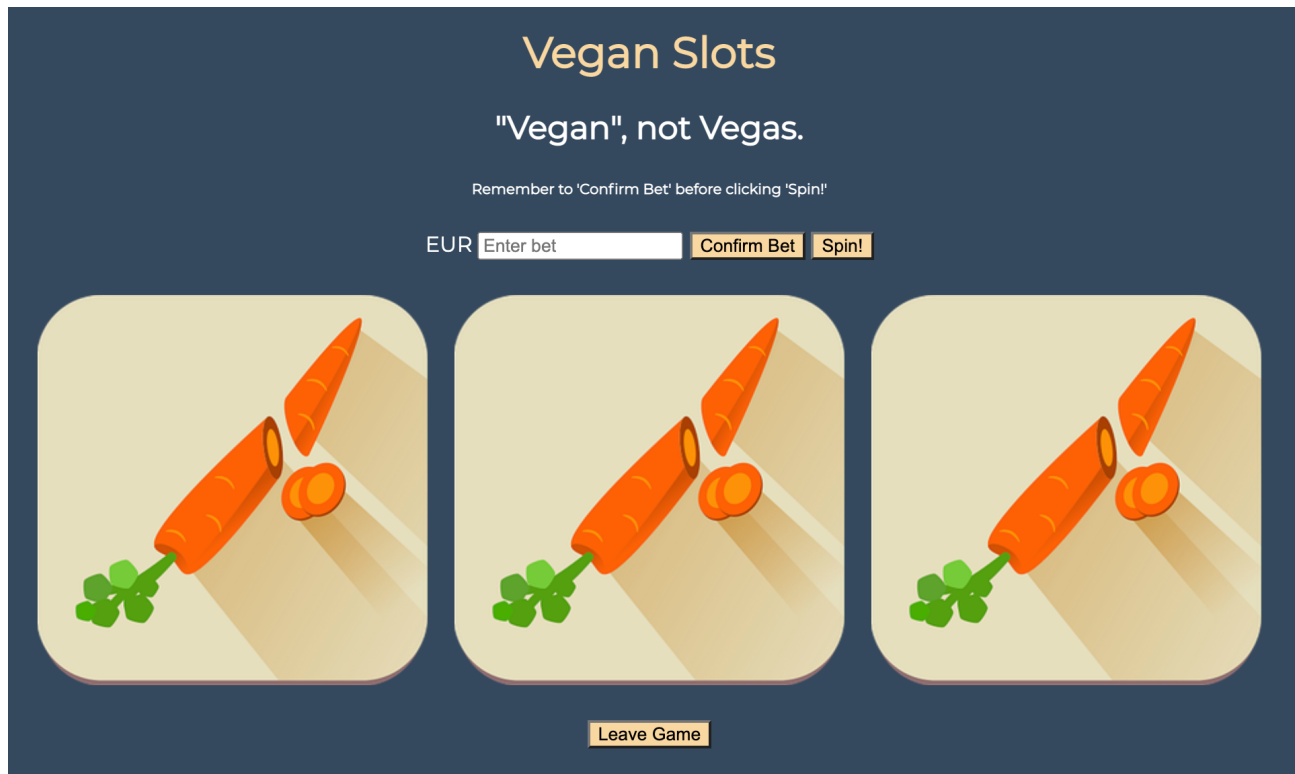 Vegan Slots
"Vegan", not Vegas.
Remember to 'Confirm Bet' before clicking 'Spin!'
EUR Enter bet Confirm Bet Spin!
Leave Game